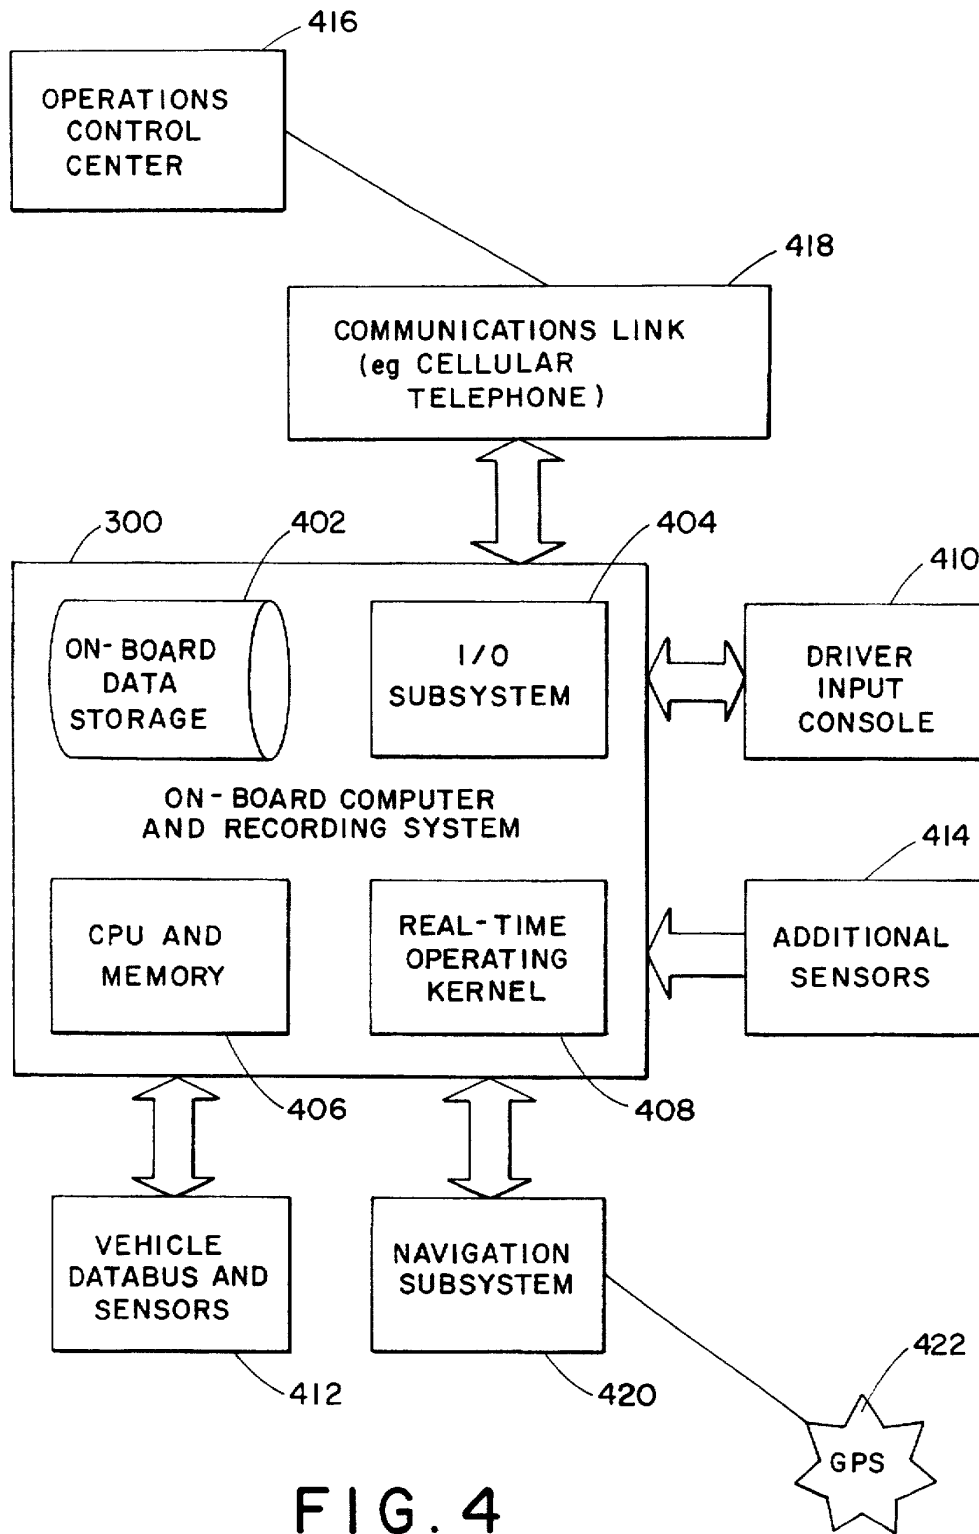 416
OPERATIONS
CONTROL
CENTER
418
COMMUNICATIONS LINK
(eg CELLULAR
TELEPHONE)
300
402
404
410
ON-BOARD
DATA
STORAGE
I/O
SUBSYSTEM
DRIVER
INPUT
CONSOLE
ON-BOARD COMPUTER
AND RECORDING SYSTEM
414
CPU AND
MEMORY
REAL-TIME
OPERATING
KERNEL
ADDITIONAL
SENSORS
406
408
VEHICLE
DATABUS AND
SENSORS
NAVIGATION
SUBSYSTEM
412
420
422
GPS
FIG. 4